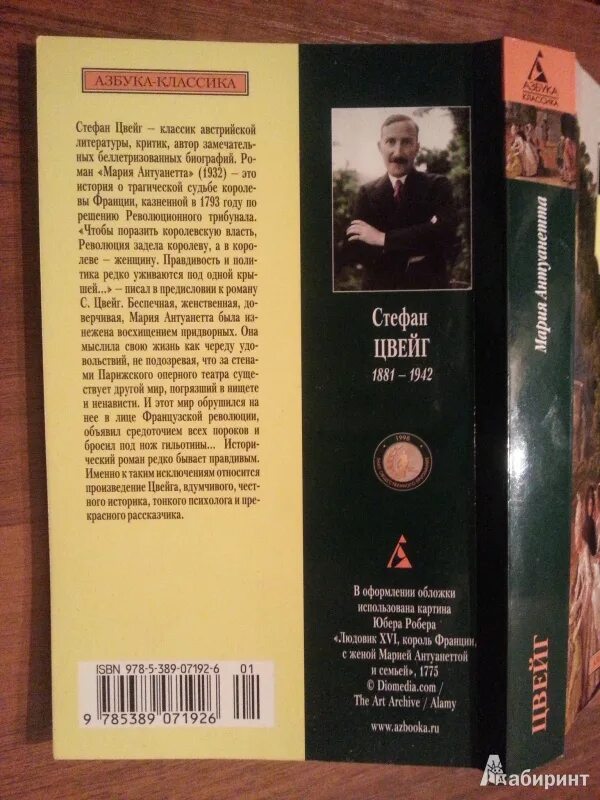 АЗБУКА-КЛАССИКА
Стефан Цвейг – классик австрийской
литературы, критик, автор замечатель-
ных беллетризованных биографий. Ро-
ман «Мария Антуанетта» (1932) – это
история о трагической судьбе короле-
вы Франции, казненной в 1793 году по
решению Революционного трибунала.
«Чтобы поразить королевскую власть,
Революция задела королеву, а в коро-
леве – женщину. Правдивость и поли-
тика редко уживаются под одной кры-
шей...» – писал в предисловии к роману
С. Цвейг. Беспечная, женственная, до-
верчивая, Мария Антуанетта была из-
нежена восхищением придворных. Она
мыслила свою жизнь как череду удо-
вольствий, не подозревая, что за стена-
ми Парижского оперного театра суще-
ствует другой мир, погрязший в нищете
и ненависти. И этот мир обрушился на
нее в лице Французской революции,
объявил средоточием всех пороков и
бросил под нож гильотины... Истори-
ческий роман редко бывает правдивым.
Именно к таким исключениям относится
произведение Цвейга, вдумчивого, чест-
ного историка, тонкого психолога и пре-
красного рассказчика.
ISBN 978-5-389-07192-6
01
9 785389 071926
Стефан
ЦВЕЙГ
1881 – 1942
1998
В оформлении обложки
использована картина
Юбера Робера
«Людовик XVI, король Франции,
с женой Марией Антуанеттой
и семьей», 1775
© Diomedia.com /
The Art Archive / Alamy
www.azbooka.ru
АЗБУКА
КЛАССИКА
Мария Антуанетта
ЦВЕЙГ
Лабиринт